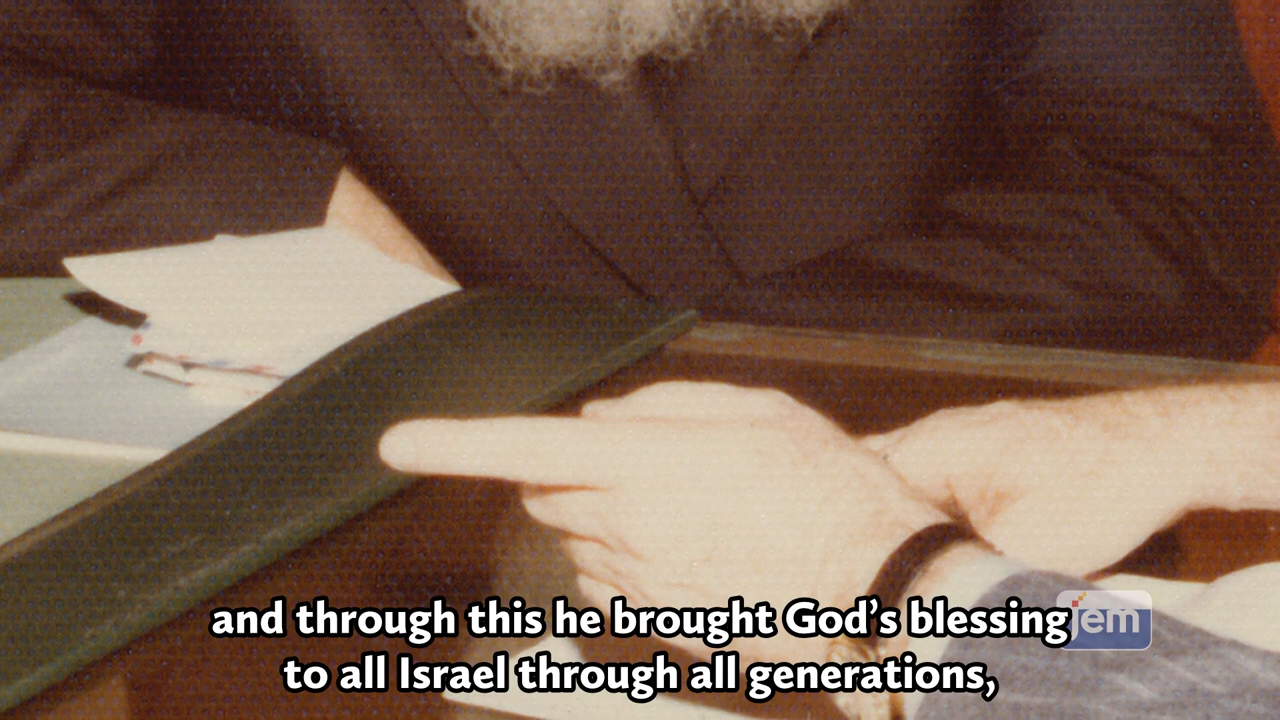 and through this he brought God's blessing
jem
to all Israel through all generations,